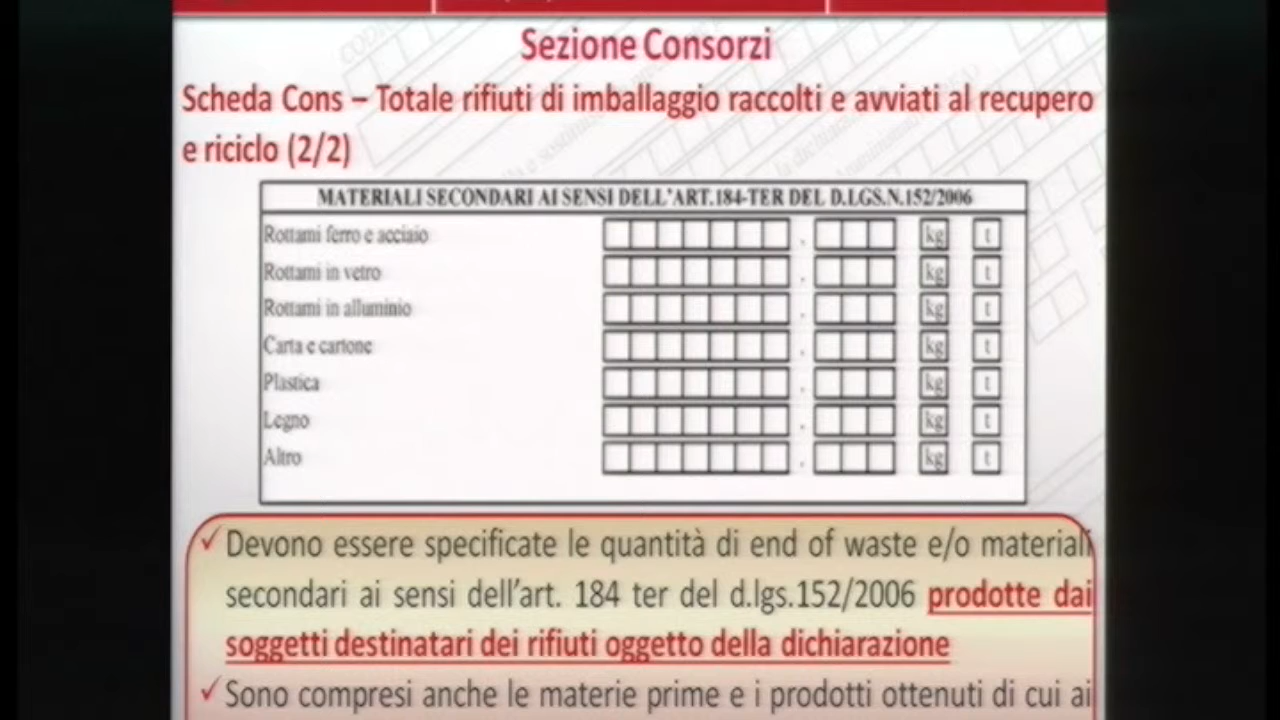 Sezione Consorzi
Scheda Cons – Totale rifiuti di imballaggio raccolti e avviati al recupero
e riciclo (2/2)
MATERIALI SECONDARI AI SENSI DELL'ART.184-TER DEL D.LGS.N.152/2006
Rottami ferro e acciaio . kg t
Rottami in vetro . kg t
Rottami in alluminio . kg t
Carta e cartone . kg t
Plastica . kg t
Legno . kg t
Altro . kg t
✓ Devono essere specificate le quantità di end of waste e/o materiali
secondari ai sensi dell'art. 184 ter del d.lgs.152/2006 prodotte dai
soggetti destinatari dei rifiuti oggetto della dichiarazione
✓ Sono compresi anche le materie prime e i prodotti ottenuti di cui ai